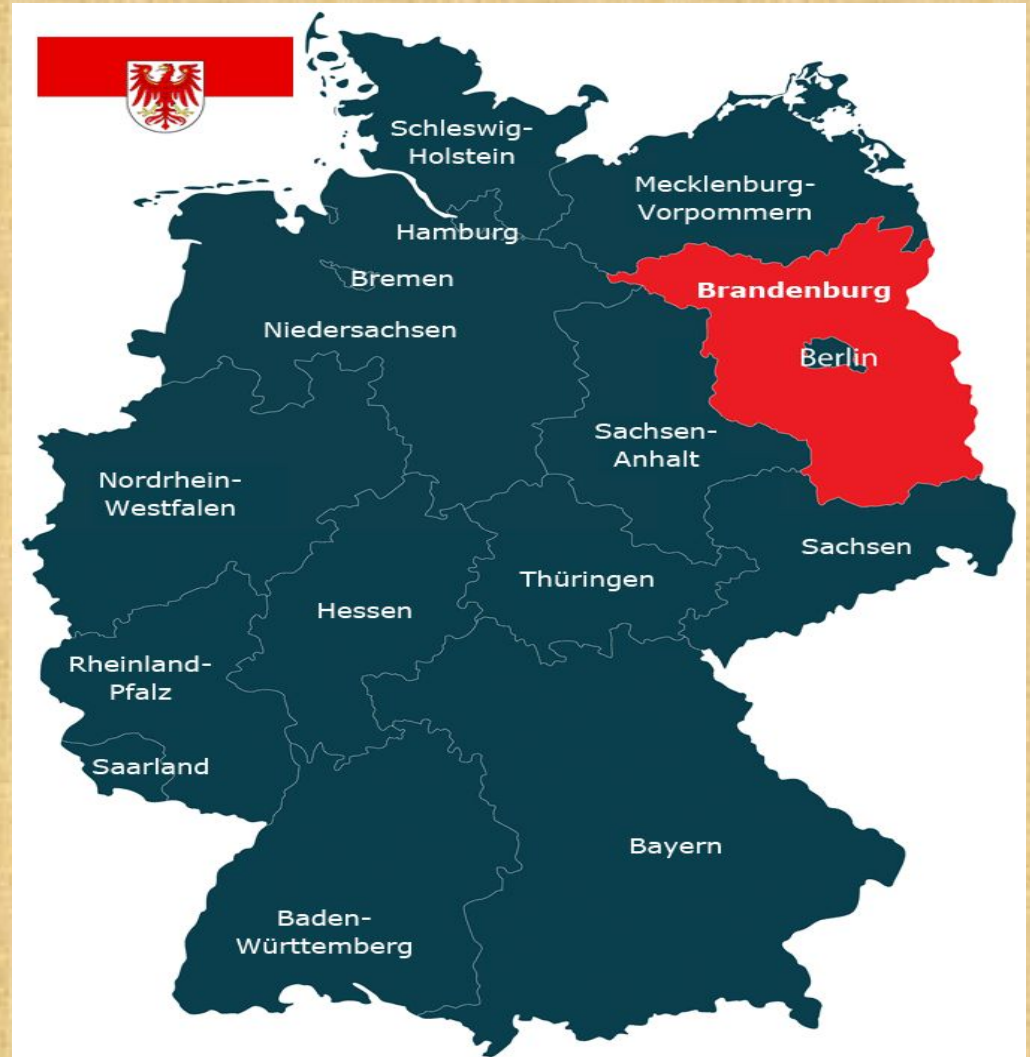 Schleswig-
Holstein
Mecklenburg-
Vorpommern
Hamburg
Bremen
Brandenburg
Niedersachsen
Berlin
Sachsen-
Anhalt
Nordrhein-
Westfalen
Sachsen
Thüringen
Hessen
Rheinland-
Pfalz
Saarland
Bayern
Baden-
Württemberg